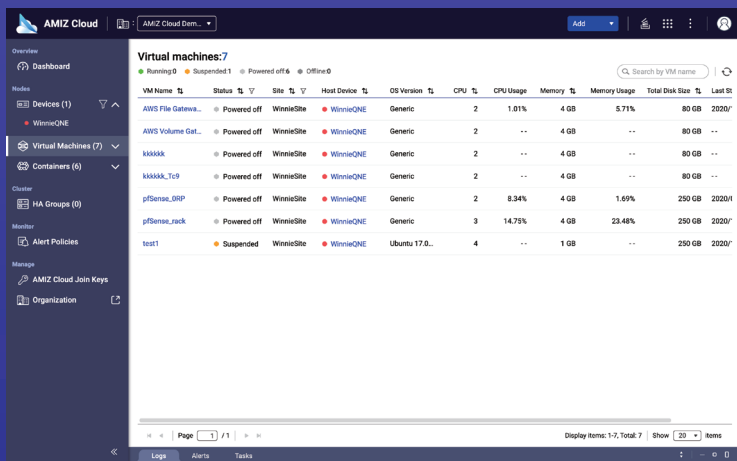 AMIZ Cloud
: AMIZ Cloud Dem...
Add
Overview
Dashboard
Nodes
Devices (1)
WinnieQNE
Virtual Machines (7)
Containers (6)
Cluster
HA Groups (0)
Monitor
Alert Policies
Manage
AMIZ Cloud Join Keys
Organization
Virtual machines:7
Running:0 Suspended:1 Powered off:6 Offline:0
Search by VM name
VM Name Status Site Host Device OS Version CPU CPU Usage Memory Memory Usage Total Disk Size Last St
AWS File Gatewa... Powered off WinnieSite WinnieQNE Generic 2 1.01% 4 GB 5.71% 80 GB 2020/
AWS Volume Gat... Powered off WinnieSite WinnieQNE Generic 2 -- 4 GB -- 80 GB --
kkkkkk Powered off WinnieSite WinnieQNE Generic 2 -- 4 GB -- 80 GB --
kkkkkk_Tc9 Powered off WinnieSite WinnieQNE Generic 2 -- 4 GB -- 80 GB --
pfSense_0RP Powered off WinnieSite WinnieQNE Generic 2 8.34% 4 GB 1.69% 250 GB 2020/
pfSense_rack Powered off WinnieSite WinnieQNE Generic 3 14.75% 4 GB 23.48% 250 GB 2020/
test1 Suspended WinnieSite WinnieQNE Ubuntu 17.0... 4 -- 1 GB -- 250 GB 2020/
Page 1 /1 Display items: 1-7, Total: 7 Show 20 items
Logs Alerts Tasks